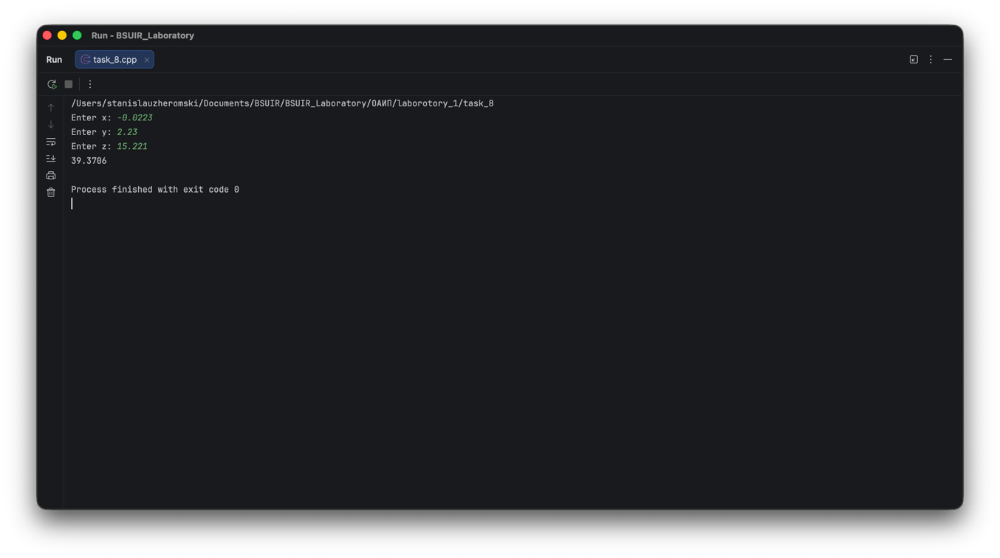 Run - BSUIR_Laboratory
Run task_8.cpp
/Users/stanislauzheromski/Documents/BSUIR/BSUIR_Laboratory/ОАИП/laborotory_1/task_8
Enter x: -0.0223
Enter y: 2.23
Enter z: 15.221
39.3706
Process finished with exit code 0